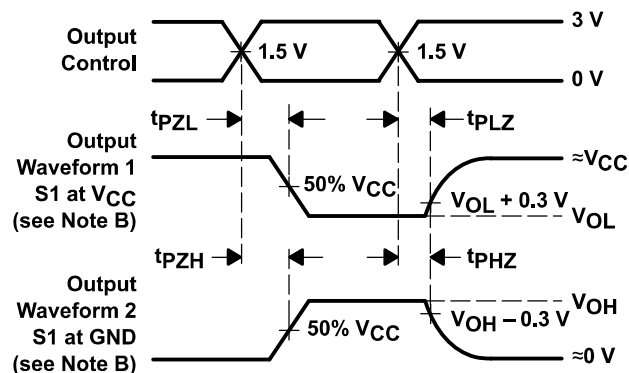 Output
Control
1.5 V
1.5 V
3 V
0 V
tPZL
tPLZ
Output
Waveform 1
S1 at VCC
(see Note B)
50% VCC
≈VCC
VOL + 0.3 V
VOL
tPZH
tPHZ
Output
Waveform 2
S1 at GND
(see Note B)
50% VCC
VOH
VOH – 0.3 V
≈0 V